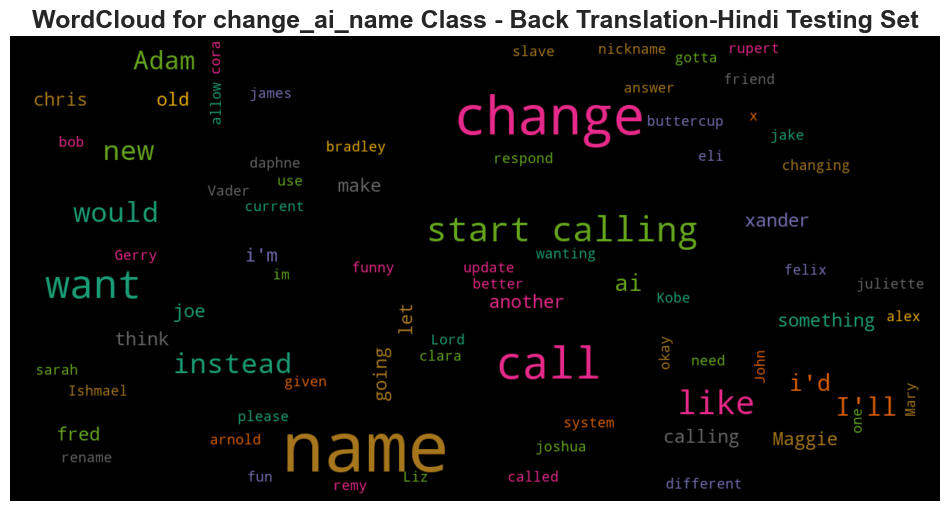 WordCloud for change_ai_name Class - Back Translation-Hindi Testing Set
Adam
cora
slave
nickname
gotta
rupert
chris
old
allow
james
answer
friend
change
buttercup
x
jake
bob
new
bradley
daphne
respond
eli
changing
Vader
use
make
current
would
start calling
xander
Gerry
i'm
im
funny
wanting
update
better
another
ai
Kobe
felix
juliette
want
joe
let
something
alex
think
Lord
clara
okay
need
John
sarah
instead
given
going
call
i'd
Ishmael
like
I'll
Mary
one
please
fred
arnold
name
system
calling
Maggie
rename
joshua
fun
remy
Liz
called
different